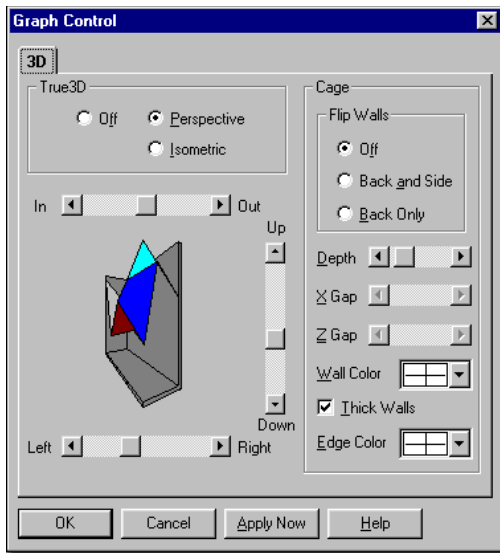 Graph Control
3D
True3D
Off
Perspective
Isometric
In
Out
Up
Down
Left
Right
Cage
Flip Walls
Off
Back and Side
Back Only
Depth
X Gap
Z Gap
Wall Color
Thick Walls
Edge Color
OK
Cancel
Apply Now
Help